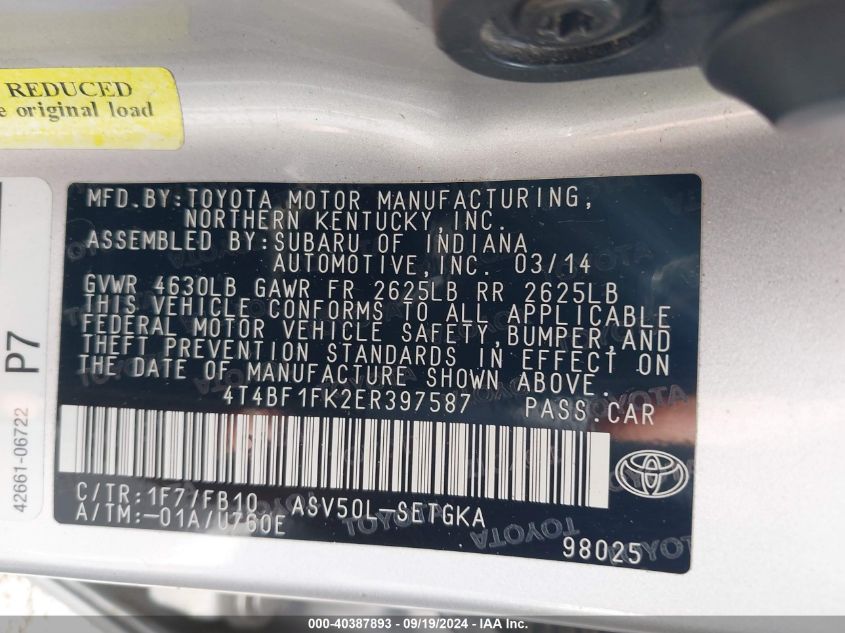 REDUCED
e original load
MFD.BY:TOYOTA MOTOR MANUFACTURING,
NORTHERN KENTUCKY,INC.
ASSEMBLED BY:SUBARU OF INDIANA
AUTOMOTIVE,INC. 03/14
GVWR 4630LB GAWR FR 2625LB RR 2625LB
THIS VEHICLE CONFORMS TO ALL APPLICABLE
FEDERAL MOTOR VEHICLE SAFETY,BUMPER,AND
THEFT PREVENTION STANDARDS IN EFFECT ON
THE DATE OF MANUFACTURE SHOWN ABOVE.
4T4BF1FK2ER397587 PASS.CAR
C/TR:1F7/FB10 ASV50L-SETGKA
A/TM:-01A/U760E
98025
P7
42661-06722
000-40387893 - 09/19/2024 - IAA Inc.